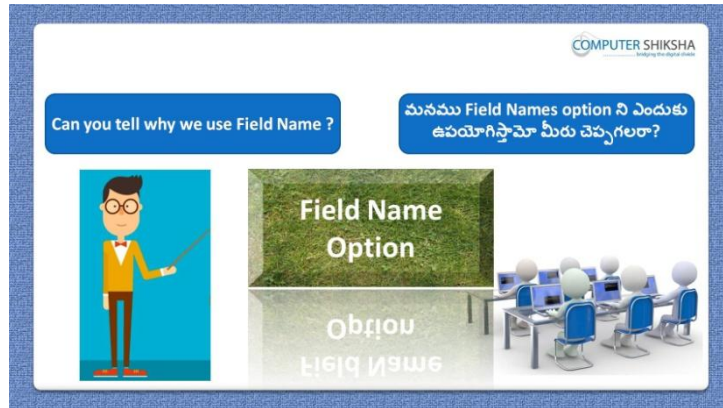 COMPUTER SHIKSHA
bridging the digital divide
Can you tell why we use Field Name ?
మనము Field Names option ని ఎందుకు
ఉపయోగిస్తామో మీరు చెప్పగలరా?
Field Name
Option